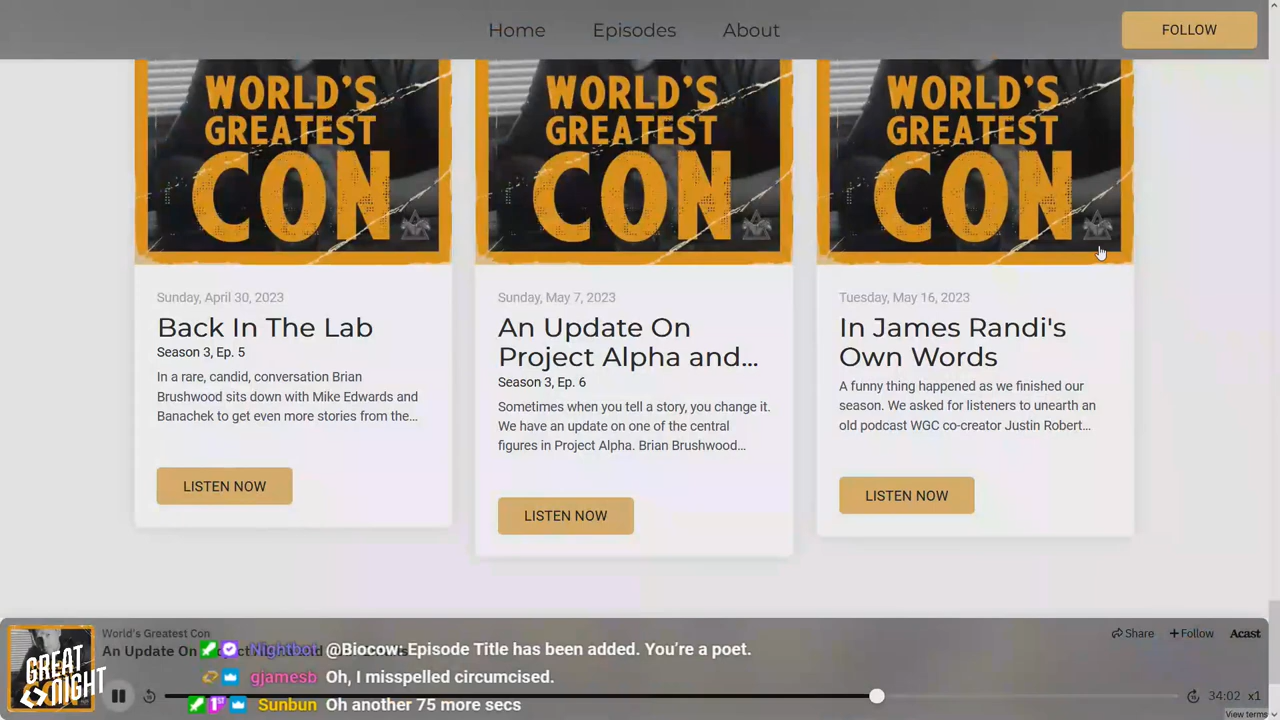 Home Episodes About
FOLLOW
WORLD'S
GREATEST
CON
WORLD'S
GREATEST
CON
WORLD'S
GREATEST
CON
Sunday, April 30, 2023
Back In The Lab
Season 3, Ep. 5
In a rare, candid, conversation Brian
Brushwood sits down with Mike Edwards and
Banachek to get even more stories from the...
LISTEN NOW
Sunday, May 7, 2023
An Update On
Project Alpha and...
Season 3, Ep. 6
Sometimes when you tell a story, you change it.
We have an update on one of the central
figures in Project Alpha. Brian Brushwood...
LISTEN NOW
Tuesday, May 16, 2023
In James Randi's
Own Words
A funny thing happened as we finished our
season. We asked for listeners to unearth an
old podcast WGC co-creator Justin Robert...
LISTEN NOW
World's Greatest Con
An Update On
Share Follow Acast
Nightbot @Biocow: Episode Title has been added. You're a poet.
gjamesb Oh, I misspelled circumcised.
Sunbun Oh another 75 more secs
GREAT
NIGHT
34:02 x1
View terms